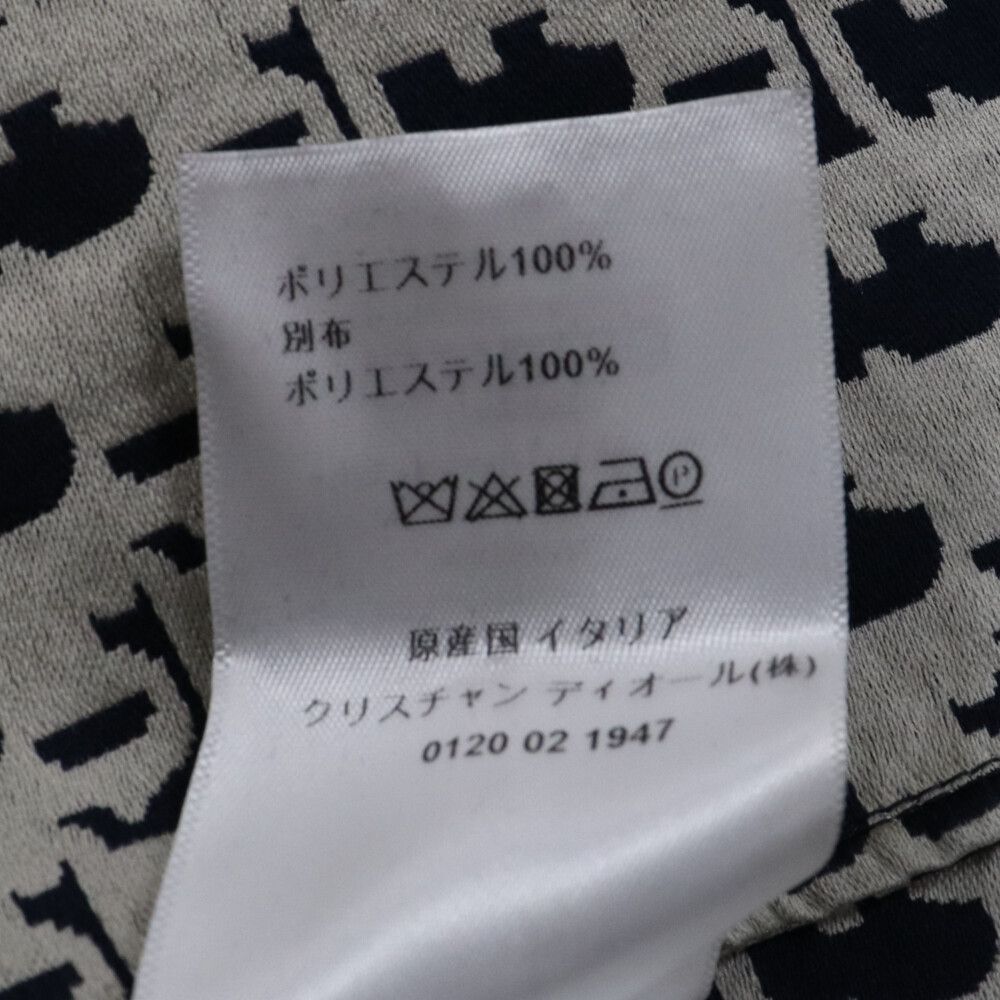 ポリエステル100%
別布
ポリエステル100%
P
原産国 イタリア
クリスチャン ディオール(株)
0120 02 1947